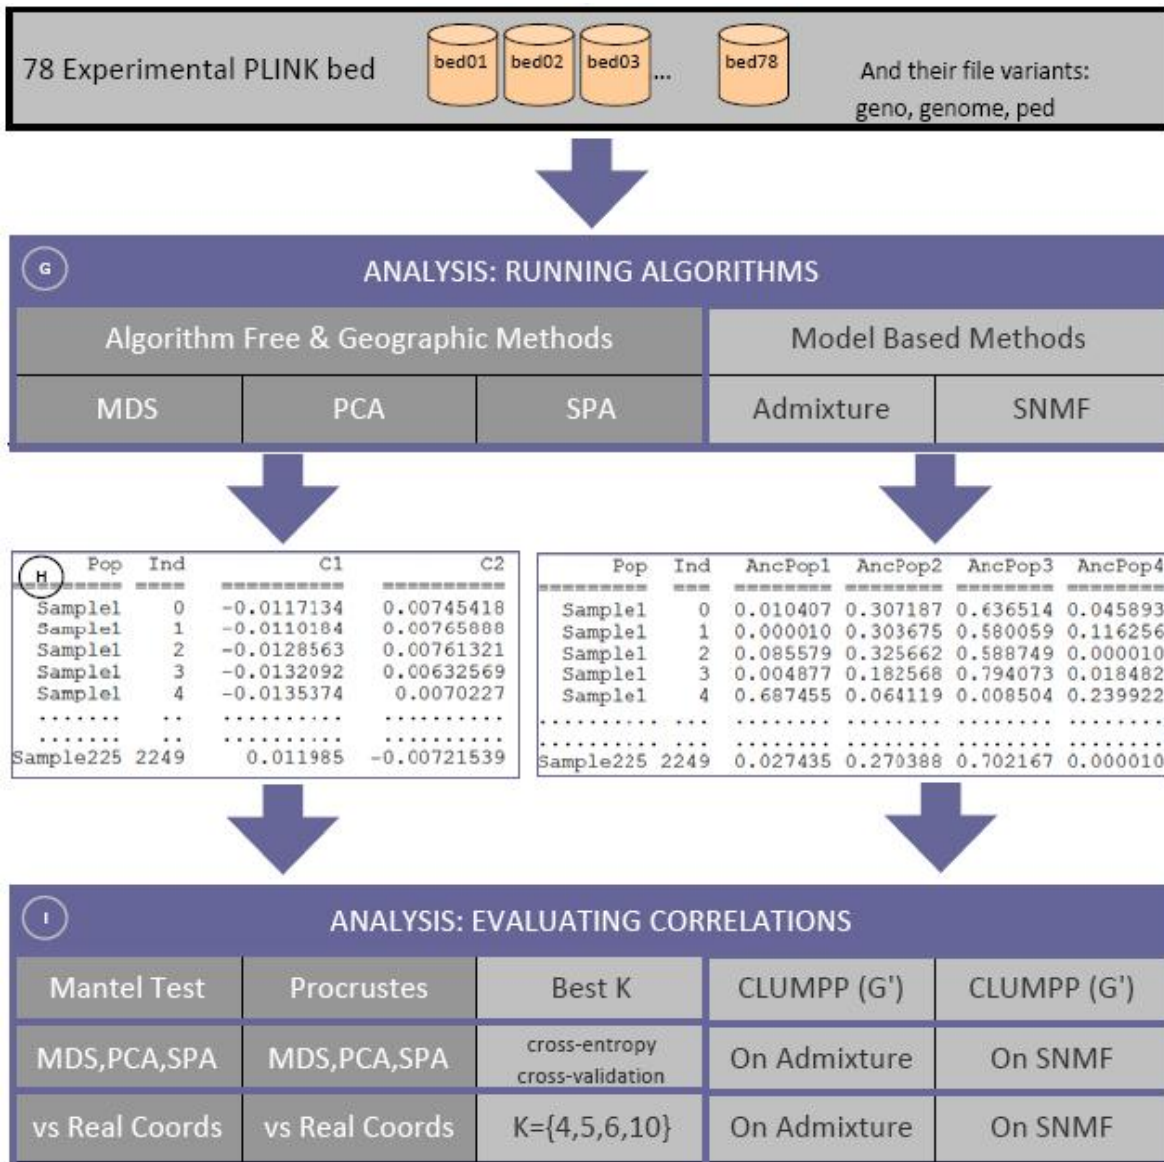 78 Experimental PLINK bed
bed01 bed02 bed03 ... bed78
And their file variants:
geno, genome, ped
G
ANALYSIS: RUNNING ALGORITHMS
Algorithm Free & Geographic Methods
Model Based Methods
MDS PCA SPA Admixture SNMF
H
Pop Ind C1 C2
========= ==== ========== ==========
Sample1 0 -0.0117134 0.00745418
Sample1 1 -0.0110184 0.00765888
Sample1 2 -0.0128563 0.00761321
Sample1 3 -0.0132092 0.00632569
Sample1 4 -0.0135374 0.0070227
....... .. .......... ..........
....... .. .......... ..........
Sample225 2249 0.011985 -0.00721539
Pop Ind AncPop1 AncPop2 AncPop3 AncPop4
========= ==== ======== ======== ======== ========
Sample1 0 0.010407 0.307187 0.636514 0.045893
Sample1 1 0.000010 0.303675 0.580059 0.116256
Sample1 2 0.085579 0.325662 0.588749 0.000010
Sample1 3 0.004877 0.182568 0.794073 0.018482
Sample1 4 0.687455 0.064119 0.008504 0.239922
.......... ... ........ ........ ........ ........
.......... ... ........ ........ ........ ........
Sample225 2249 0.027435 0.270388 0.702167 0.000010
I
ANALYSIS: EVALUATING CORRELATIONS
Mantel Test Procrustes Best K CLUMPP (G') CLUMPP (G')
MDS,PCA,SPA MDS,PCA,SPA cross-entropy On Admixture On SNMF
cross-validation
vs Real Coords vs Real Coords K={4,5,6,10} On Admixture On SNMF